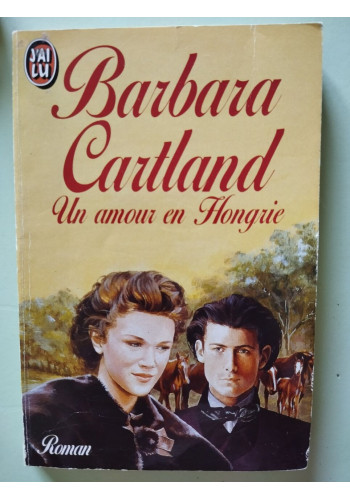 J'AI
LU
Barbara
Cartland
Un amour en Hongrie
Roman